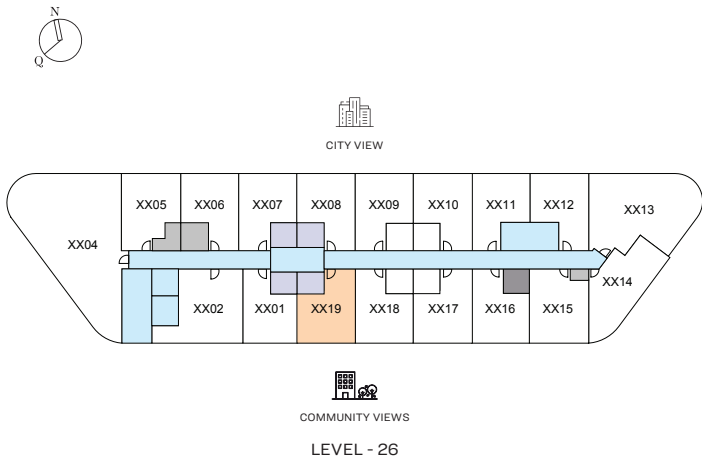 N
Q
CITY VIEW
XX05 XX06 XX07 XX08 XX09 XX10 XX11 XX12
XX13
XX04
XX14
XX02 XX01 XX19 XX18 XX17 XX16 XX15
COMMUNITY VIEWS
LEVEL - 26